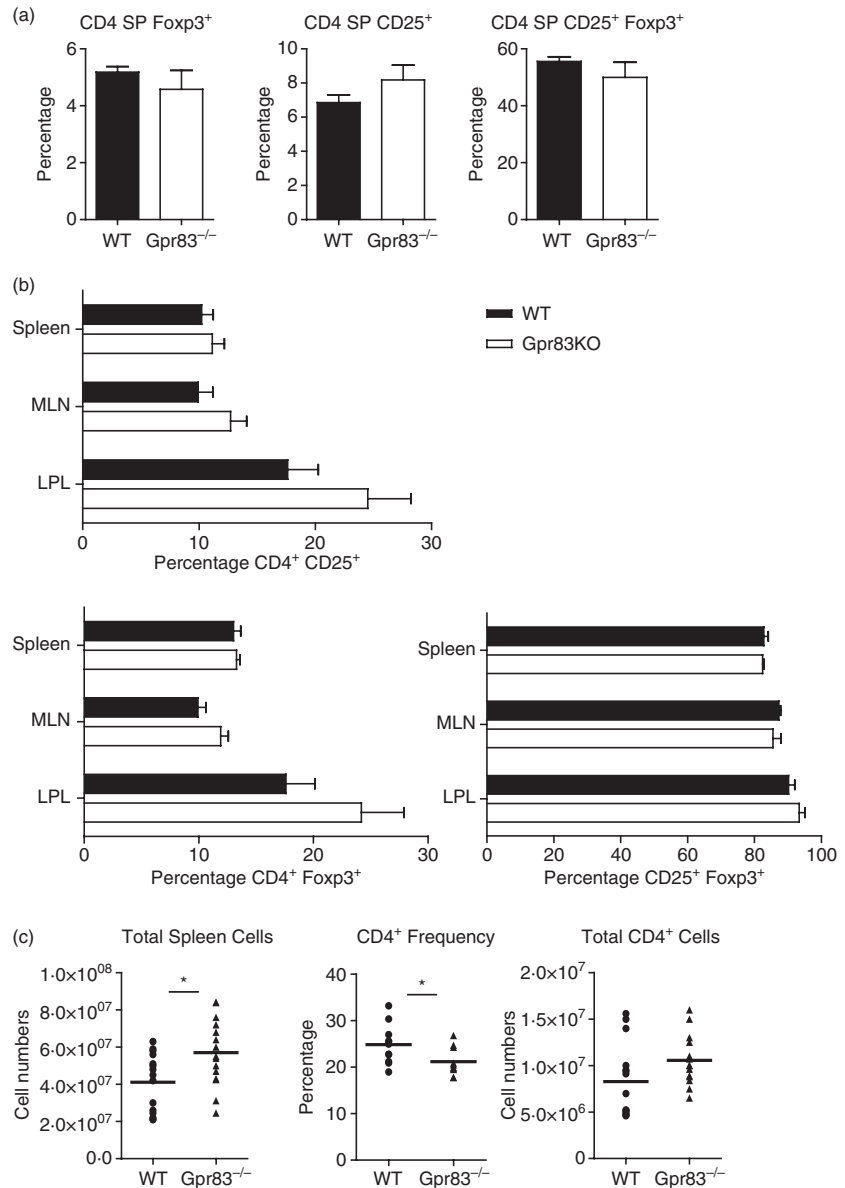 (a)
CD4 SP Foxp3⁺
CD4 SP CD25⁺
CD4 SP CD25⁺ Foxp3⁺
Percentage
6
4
2
0
WT
Gpr83⁻/⁻
Percentage
10
8
6
4
2
0
WT
Gpr83⁻/⁻
Percentage
60
40
20
0
WT
Gpr83⁻/⁻
(b)
Spleen
MLN
LPL
0 10 20 30
Percentage CD4⁺ CD25⁺
WT
Gpr83KO
Spleen
MLN
LPL
0 10 20 30
Percentage CD4⁺ Foxp3⁺
Spleen
MLN
LPL
0 20 40 60 80 100
Percentage CD25⁺ Foxp3⁺
(c)
Total Spleen Cells
CD4⁺ Frequency
Total CD4⁺ Cells
Cell numbers
1·0×10⁰⁸
8·0×10⁰⁷
6·0×10⁰⁷
4·0×10⁰⁷
2·0×10⁰⁷
0·0
*
WT
Gpr83⁻/⁻
Percentage
40
30
20
10
0
*
WT
Gpr83⁻/⁻
Cell numbers
2·0×10⁷
1·5×10⁷
1·0×10⁷
5·0×10⁶
0
WT
Gpr83⁻/⁻